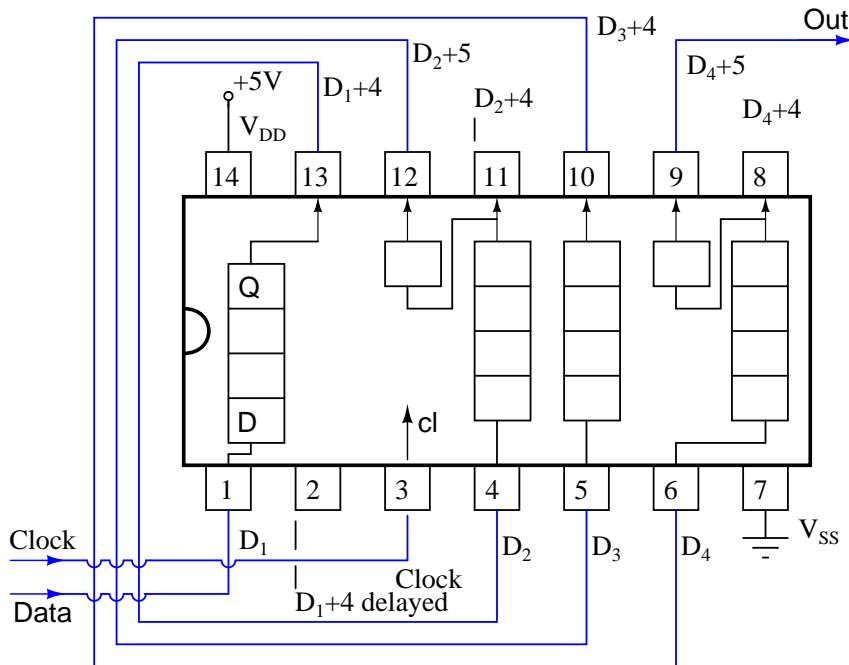 Out
D₃+4
D₂+5
D₄+5
+5V
D₁+4
D₂+4
D₄+4
V_DD
14 13 12 11 10 9 8
Q
D
cl
1 2 3 4 5 6 7
D₁
D₂
D₃
D₄
V_SS
Clock
Clock
Data
D₁+4 delayed